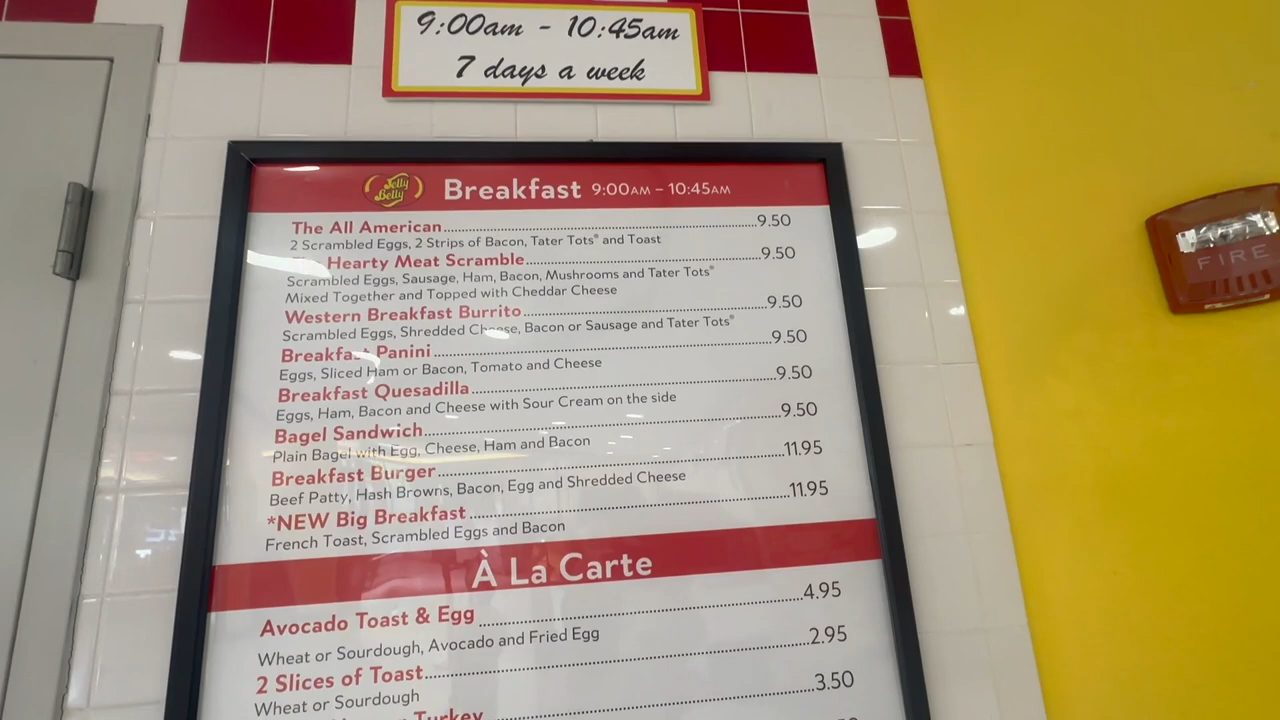 9:00am - 10:45am
7 days a week
Jelly Belly Breakfast 9:00AM – 10:45AM
The All American 9.50
2 Scrambled Eggs, 2 Strips of Bacon, Tater Tots® and Toast
Hearty Meat Scramble 9.50
Scrambled Eggs, Sausage, Ham, Bacon, Mushrooms and Tater Tots®
Mixed Together and Topped with Cheddar Cheese
Western Breakfast Burrito 9.50
Scrambled Eggs, Shredded Cheese, Bacon or Sausage and Tater Tots®
Breakfast Panini 9.50
Eggs, Sliced Ham or Bacon, Tomato and Cheese
Breakfast Quesadilla 9.50
Eggs, Ham, Bacon and Cheese with Sour Cream on the side
Bagel Sandwich 9.50
Plain Bagel with Egg, Cheese, Ham and Bacon
Breakfast Burger 11.95
Beef Patty, Hash Browns, Bacon, Egg and Shredded Cheese
*NEW Big Breakfast 11.95
French Toast, Scrambled Eggs and Bacon
À La Carte
Avocado Toast & Egg 4.95
Wheat or Sourdough, Avocado and Fried Egg
2 Slices of Toast 2.95
Wheat or Sourdough
Turkey 3.50
FIRE